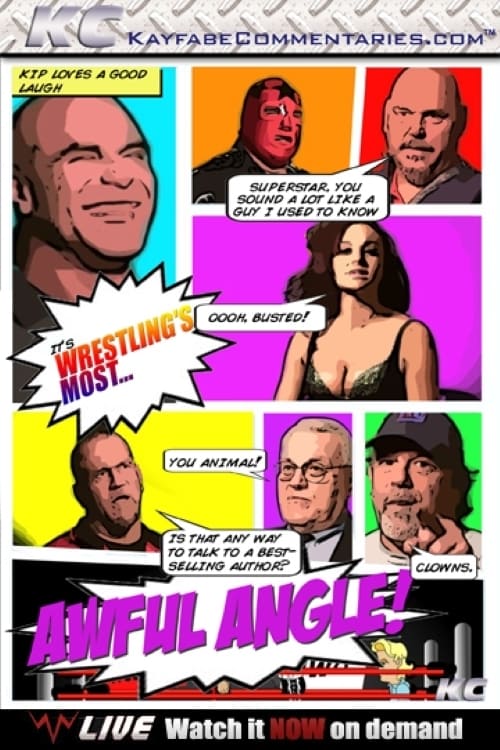 KC KAYFABECOMMENTARIES.COM™
KIP LOVES A GOOD
LAUGH
SUPERSTAR, YOU
SOUND A LOT LIKE A
GUY I USED TO KNOW
OOOH, BUSTED!
IT'S
WRESTLING'S
MOST...
YOU ANIMAL!
IS THAT ANY WAY
TO TALK TO A BEST-
SELLING AUTHOR?
CLOWNS.
AWFUL ANGLE!
KC
LIVE Watch it NOW on demand